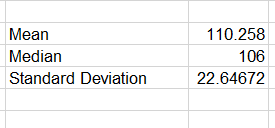 Mean 110.258
Median 106
Standard Deviation 22.64672